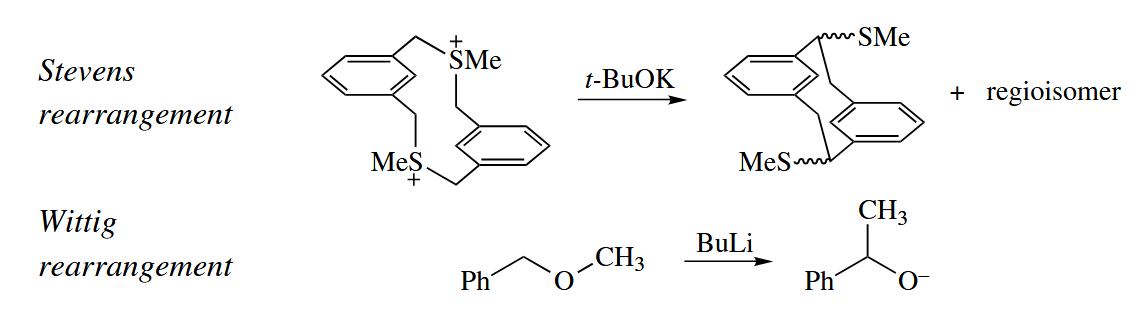 Stevens
rearrangement
+
SMe
MeS
+
t-BuOK
SMe
MeS
+ regioisomer
Wittig
rearrangement
Ph
O
CH3
BuLi
CH3
Ph
O–